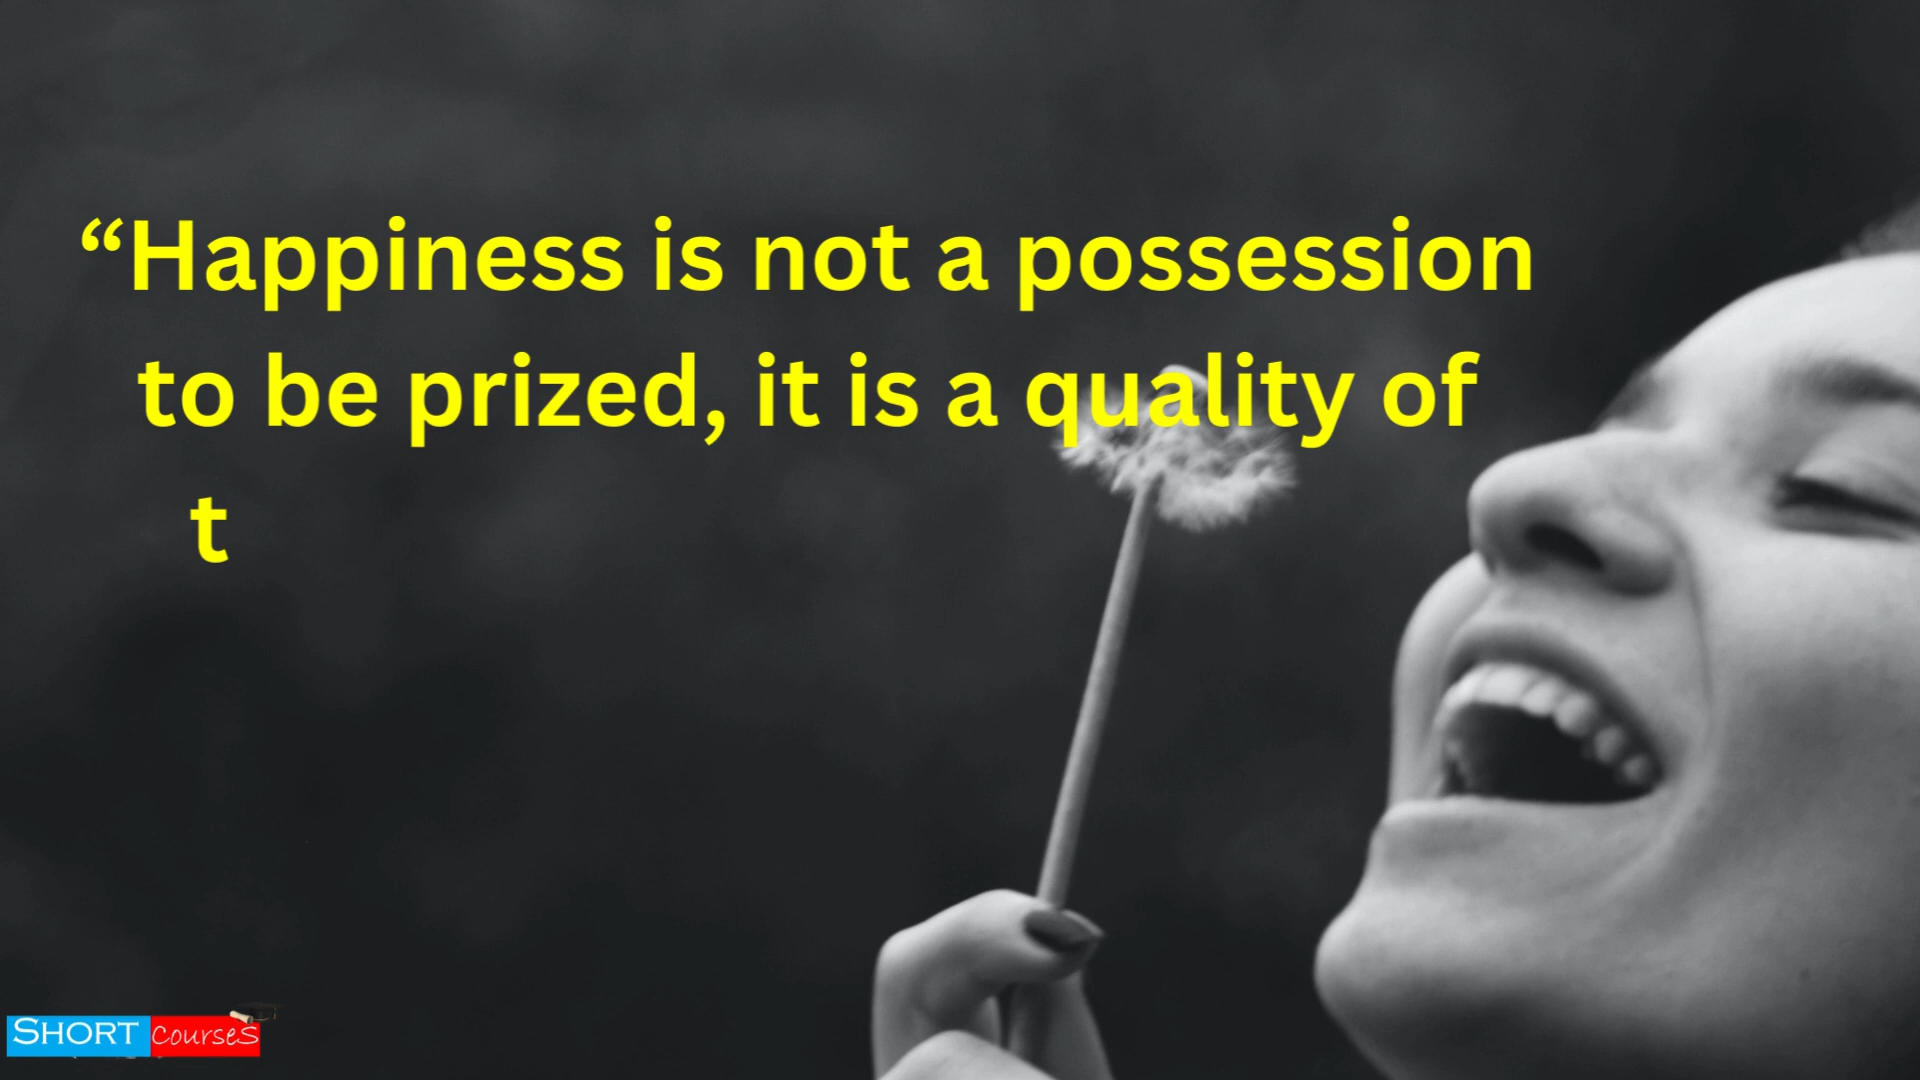 “Happiness is not a possession
to be prized, it is a quality of
t
SHORT CourseS